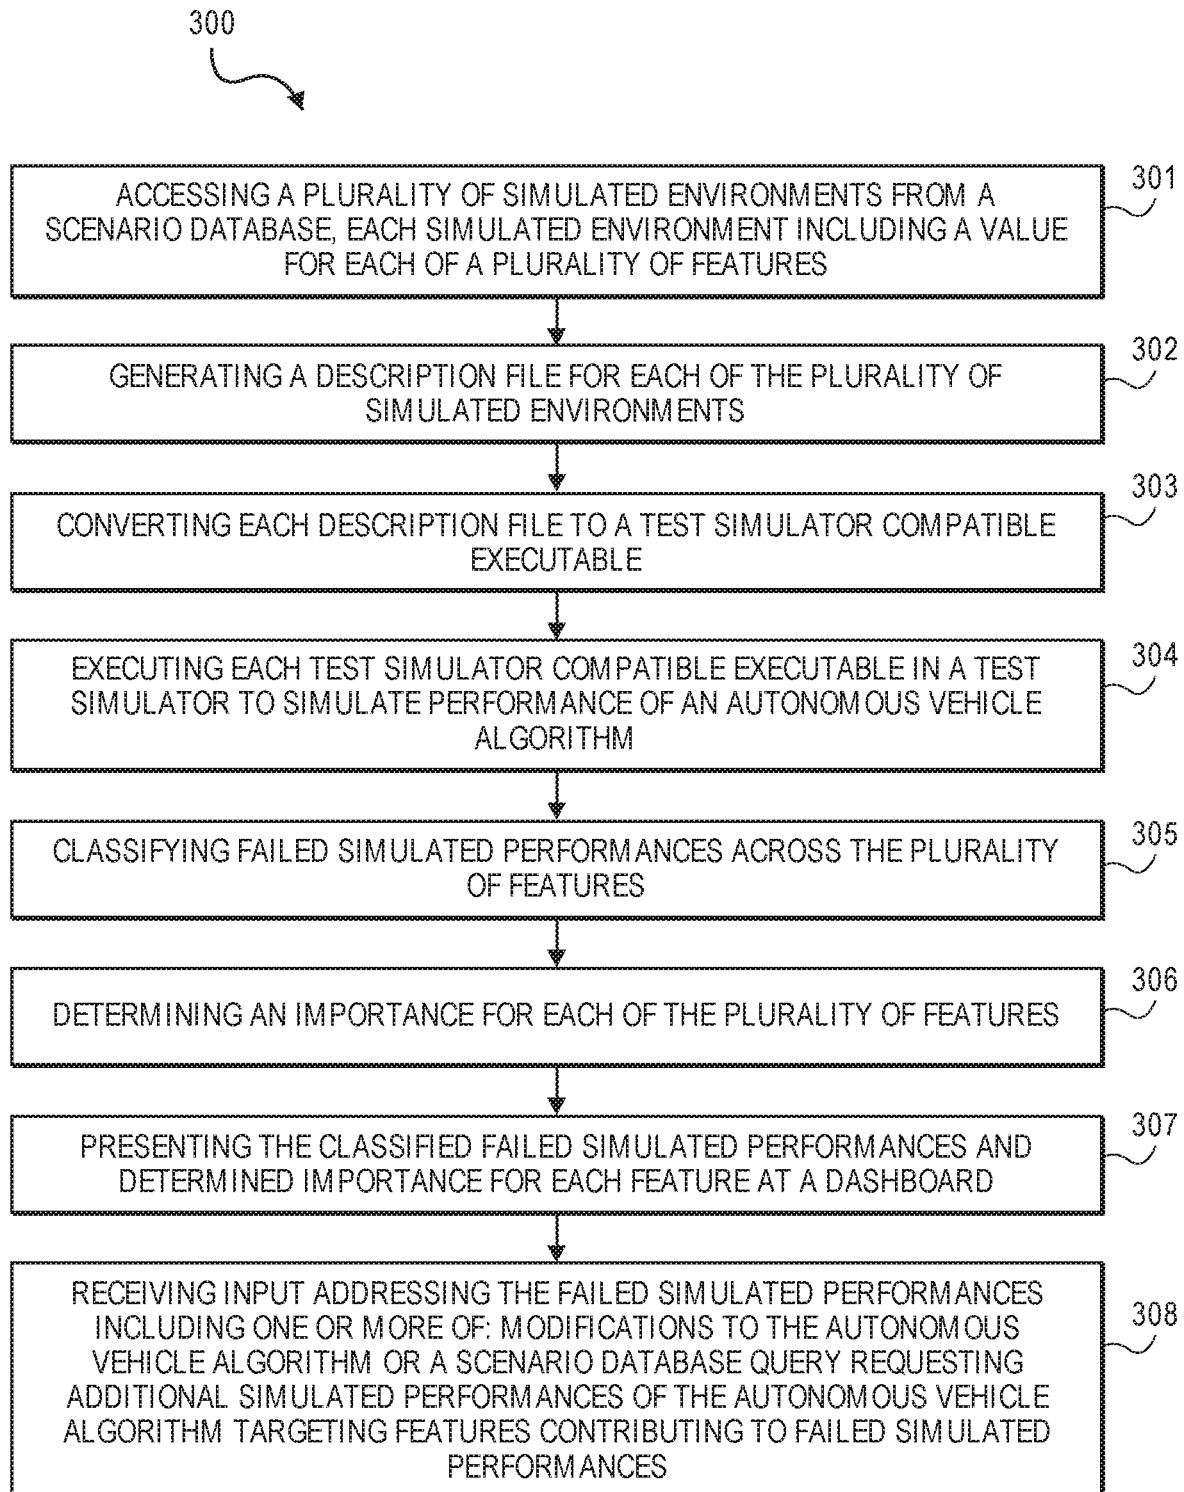 300
301
ACCESSING A PLURALITY OF SIMULATED ENVIRONMENTS FROM A
SCENARIO DATABASE, EACH SIMULATED ENVIRONMENT INCLUDING A VALUE
FOR EACH OF A PLURALITY OF FEATURES
302
GENERATING A DESCRIPTION FILE FOR EACH OF THE PLURALITY OF
SIMULATED ENVIRONMENTS
303
CONVERTING EACH DESCRIPTION FILE TO A TEST SIMULATOR COMPATIBLE
EXECUTABLE
304
EXECUTING EACH TEST SIMULATOR COMPATIBLE EXECUTABLE IN A TEST
SIMULATOR TO SIMULATE PERFORMANCE OF AN AUTONOMOUS VEHICLE
ALGORITHM
305
CLASSIFYING FAILED SIMULATED PERFORMANCES ACROSS THE PLURALITY
OF FEATURES
306
DETERMINING AN IMPORTANCE FOR EACH OF THE PLURALITY OF FEATURES
307
PRESENTING THE CLASSIFIED FAILED SIMULATED PERFORMANCES AND
DETERMINED IMPORTANCE FOR EACH FEATURE AT A DASHBOARD
308
RECEIVING INPUT ADDRESSING THE FAILED SIMULATED PERFORMANCES
INCLUDING ONE OR MORE OF: MODIFICATIONS TO THE AUTONOMOUS
VEHICLE ALGORITHM OR A SCENARIO DATABASE QUERY REQUESTING
ADDITIONAL SIMULATED PERFORMANCES OF THE AUTONOMOUS VEHICLE
ALGORITHM TARGETING FEATURES CONTRIBUTING TO FAILED SIMULATED
PERFORMANCES